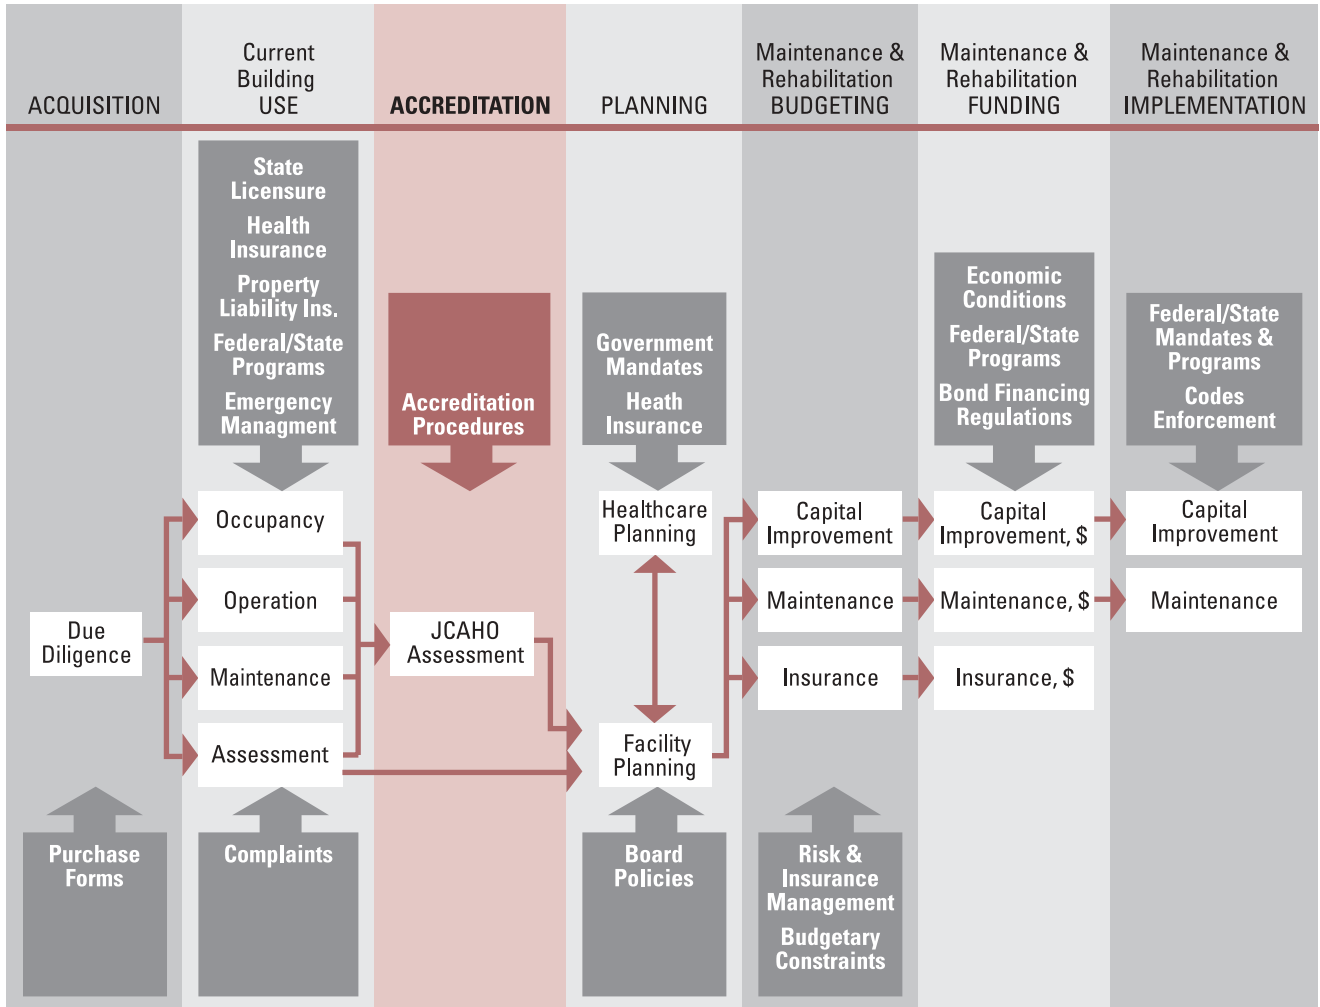 ACQUISITION
Current
Building
USE
ACCREDITATION
PLANNING
Maintenance &
Rehabilitation
BUDGETING
Maintenance &
Rehabilitation
FUNDING
Maintenance &
Rehabilitation
IMPLEMENTATION
State
Licensure
Health
Insurance
Property
Liability Ins.
Federal/State
Programs
Emergency
Managment
Accreditation
Procedures
Government
Mandates
Heath
Insurance
Economic
Conditions
Federal/State
Programs
Bond Financing
Regulations
Federal/State
Mandates &
Programs
Codes
Enforcement
Due
Diligence
Occupancy
Operation
Maintenance
Assessment
JCAHO
Assessment
Healthcare
Planning
Facility
Planning
Capital
Improvement
Maintenance
Insurance
Capital
Improvement, $
Maintenance, $
Insurance, $
Capital
Improvement
Maintenance
Purchase
Forms
Complaints
Board
Policies
Risk &
Insurance
Management
Budgetary
Constraints